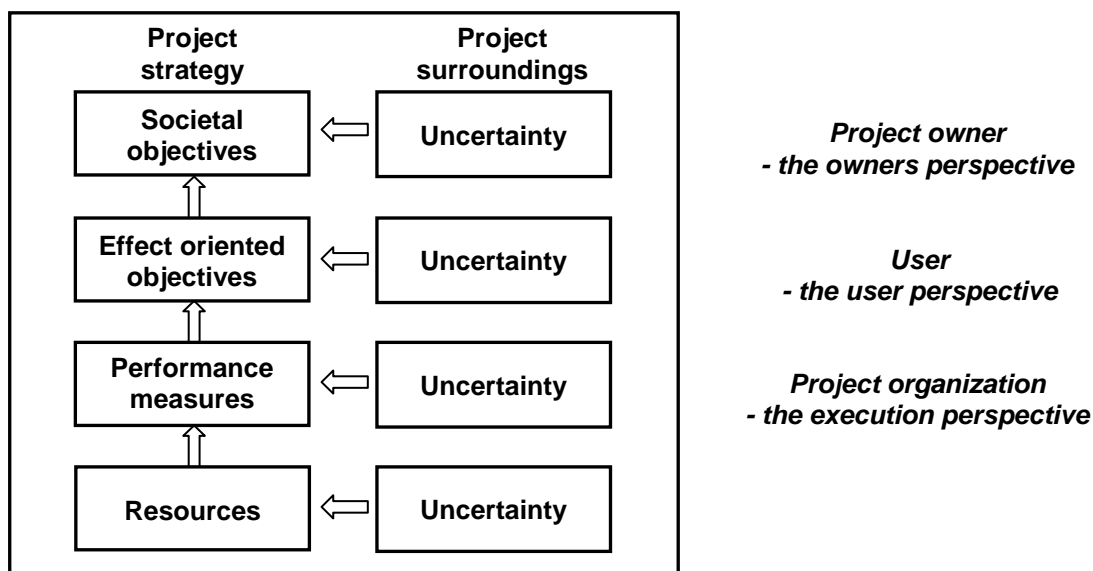 Project
strategy
Project
surroundings
Societal
objectives
Uncertainty
Project owner
- the owners perspective
Effect oriented
objectives
Uncertainty
User
- the user perspective
Performance
measures
Uncertainty
Project organization
- the execution perspective
Resources
Uncertainty